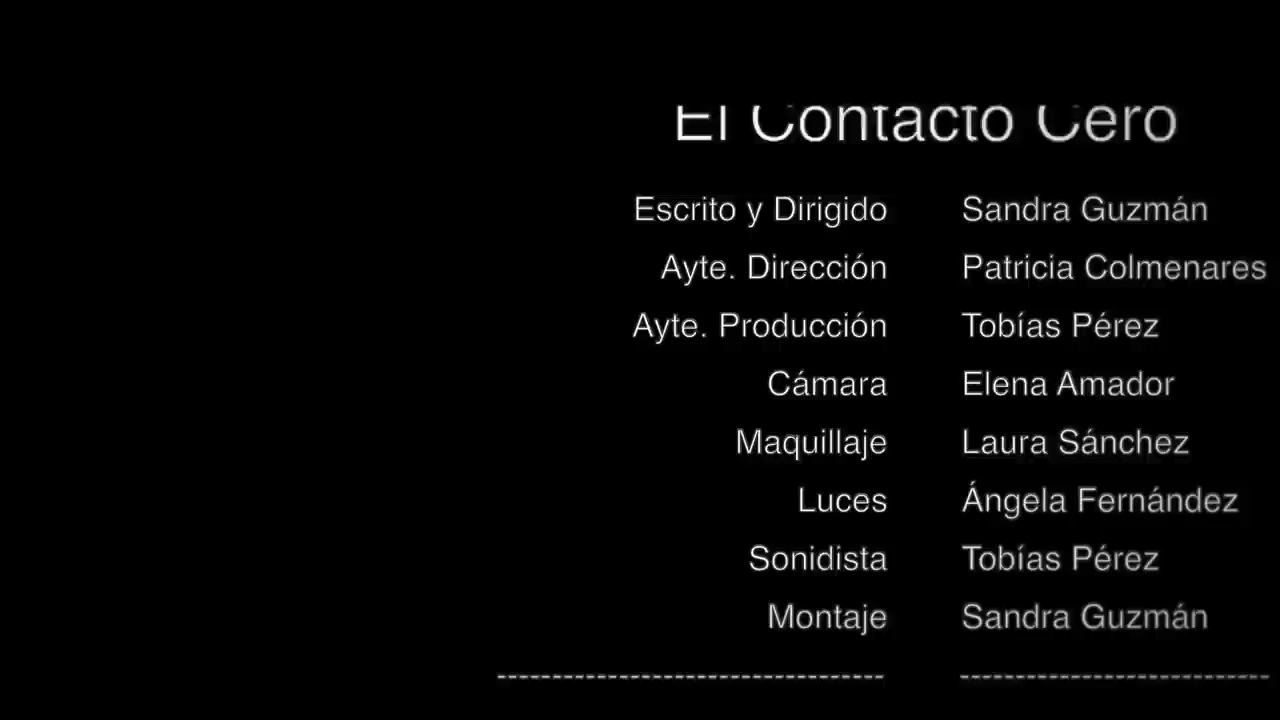 El Contacto Cero
Escrito y Dirigido Sandra Guzmán
Ayte. Dirección Patricia Colmenares
Ayte. Producción Tobías Pérez
Cámara Elena Amador
Maquillaje Laura Sánchez
Luces Ángela Fernández
Sonidista Tobías Pérez
Montaje Sandra Guzmán